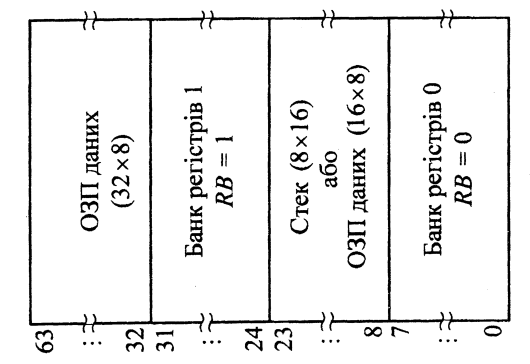 63
⋮
32
ОЗП даних
(32×8)
31
⋮
24
Банк регістрів 1
RB = 1
23
⋮
8
Стек (8×16)
або
ОЗП даних (16×8)
7
⋮
0
Банк регістрів 0
RB = 0